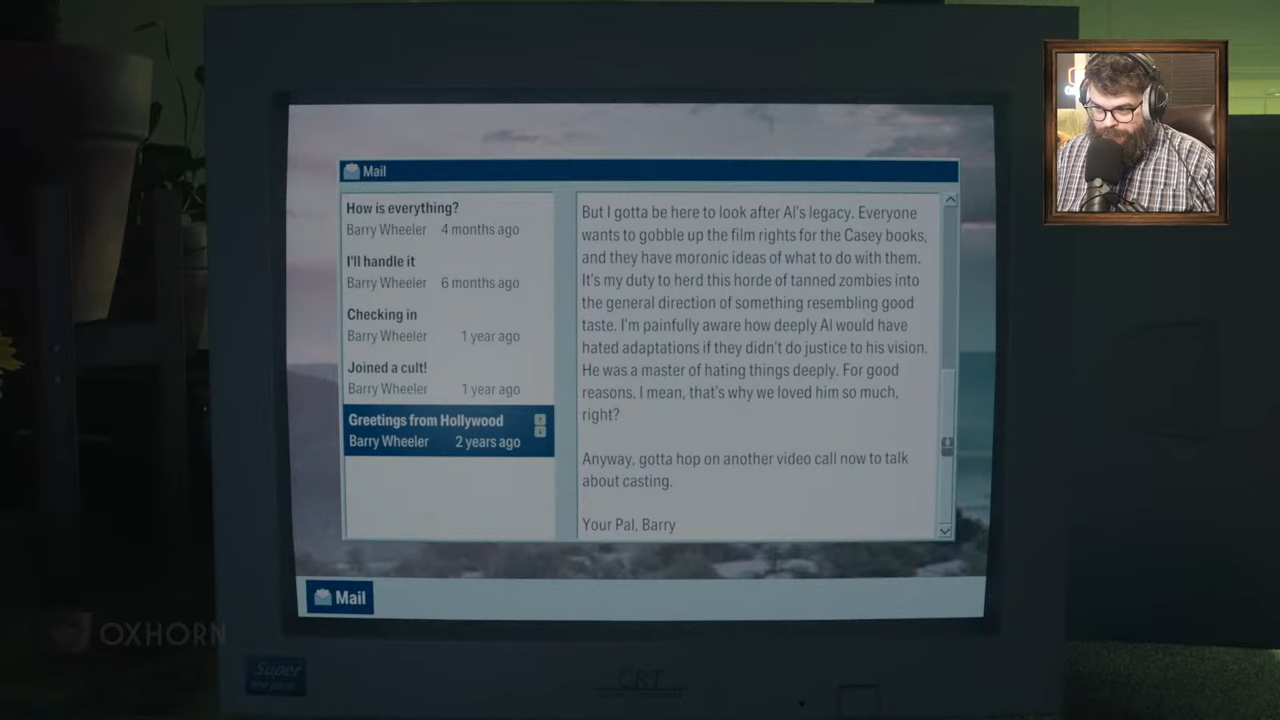 Mail
How is everything?
Barry Wheeler 4 months ago
I'll handle it
Barry Wheeler 6 months ago
Checking in
Barry Wheeler 1 year ago
Joined a cult!
Barry Wheeler 1 year ago
Greetings from Hollywood
Barry Wheeler 2 years ago
But I gotta be here to look after Al's legacy. Everyone
wants to gobble up the film rights for the Casey books,
and they have moronic ideas of what to do with them.
It's my duty to herd this horde of tanned zombies into
the general direction of something resembling good
taste. I'm painfully aware how deeply Al would have
hated adaptations if they didn't do justice to his vision.
He was a master of hating things deeply. For good
reasons. I mean, that's why we loved him so much,
right?
Anyway, gotta hop on another video call now to talk
about casting.
Your Pal, Barry
Mail
OXHORN
Super
CRT